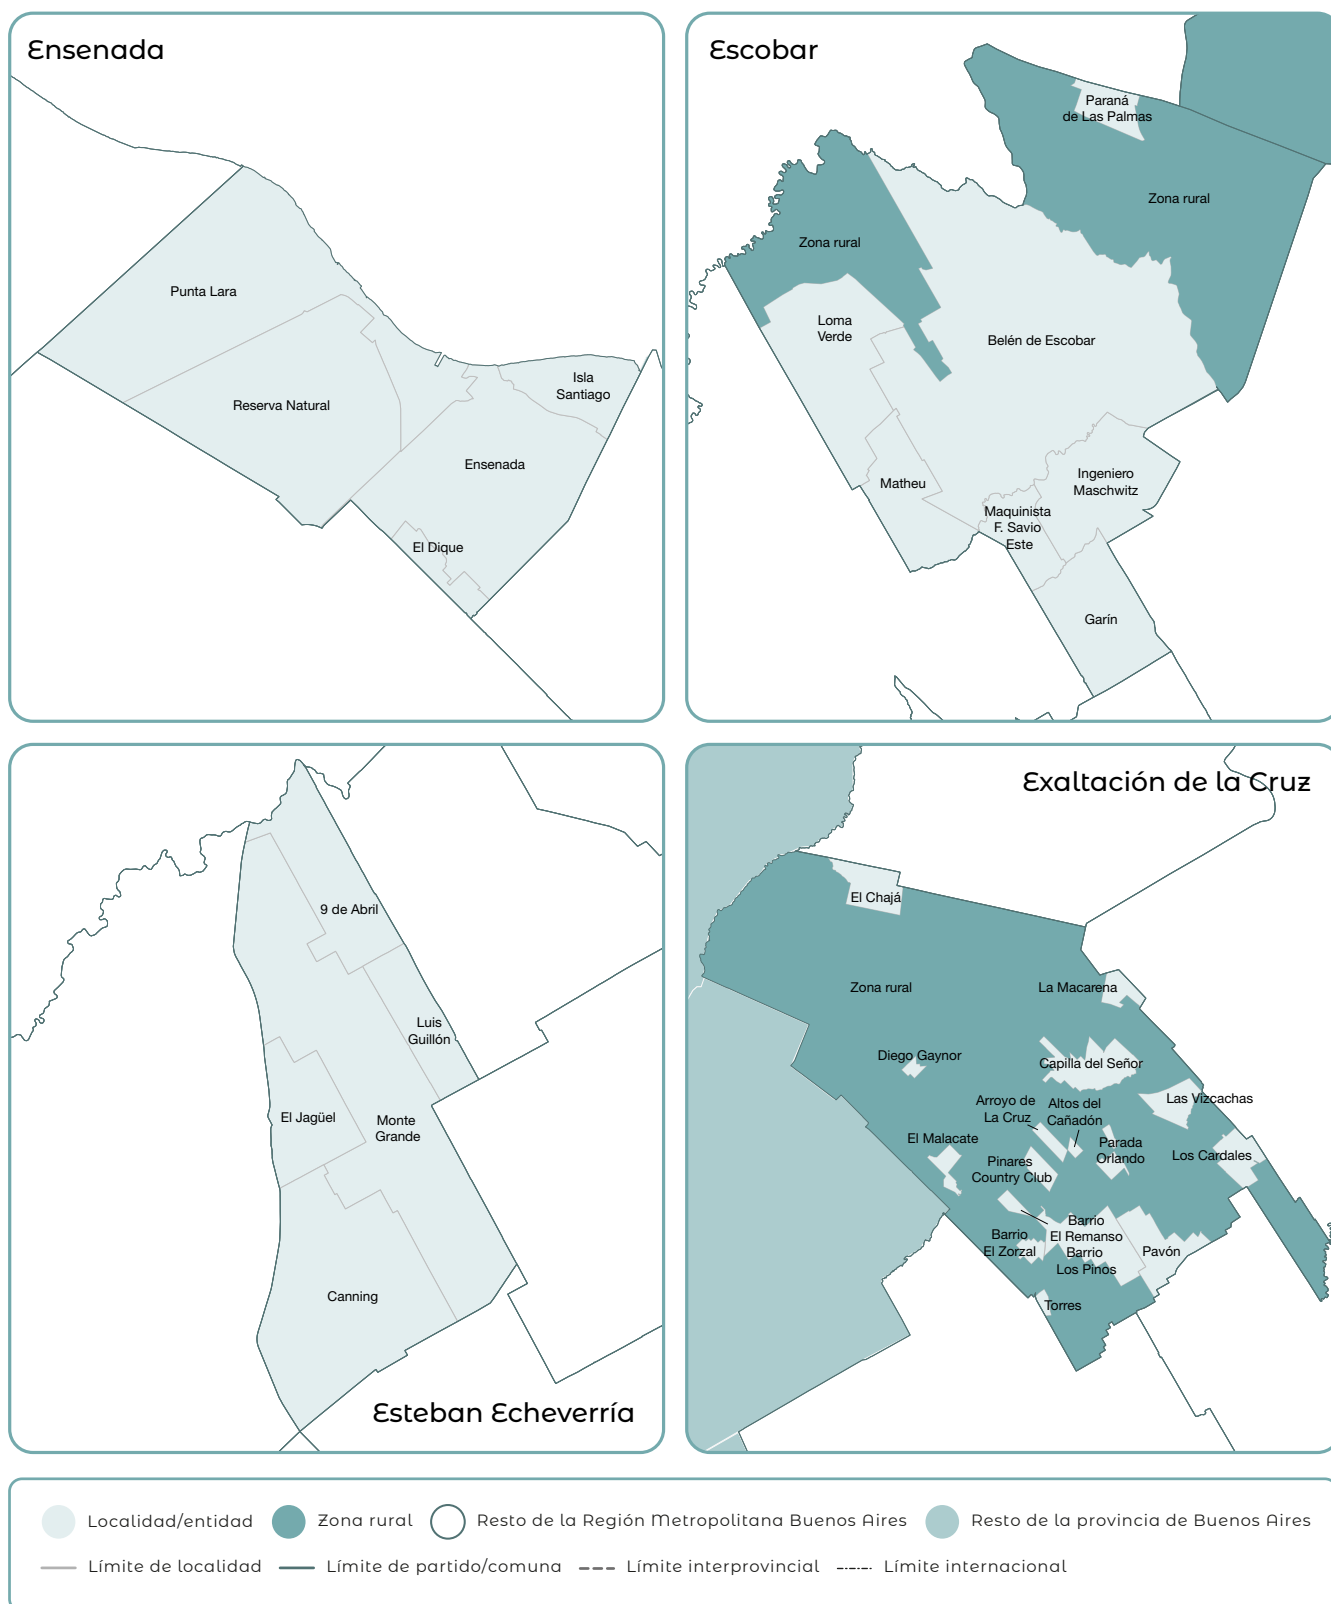 Ensenada
Punta Lara
Reserva Natural
Isla
Santiago
Ensenada
El Dique
Escobar
Paraná
de Las Palmas
Zona rural
Zona rural
Loma
Verde
Belén de Escobar
Matheu
Ingeniero
Maschwitz
Maquinista
F. Savio
Este
Garín
9 de Abril
Luis
Guillón
El Jagüel
Monte
Grande
Canning
Esteban Echeverría
Exaltación de la Cruz
El Chajá
Zona rural
La Macarena
Diego Gaynor
Capilla del Señor
Las Vizcachas
Arroyo de
La Cruz
Altos del
Cañadón
El Malacate
Parada
Orlando
Los Cardales
Pinares
Country Club
Barrio
El Remanso
Barrio
El Zorzal
Barrio
Los Pinos
Pavón
Torres
Localidad/entidad
Zona rural
Resto de la Región Metropolitana Buenos Aires
Resto de la provincia de Buenos Aires
Límite de localidad
Límite de partido/comuna
Límite interprovincial
Límite internacional